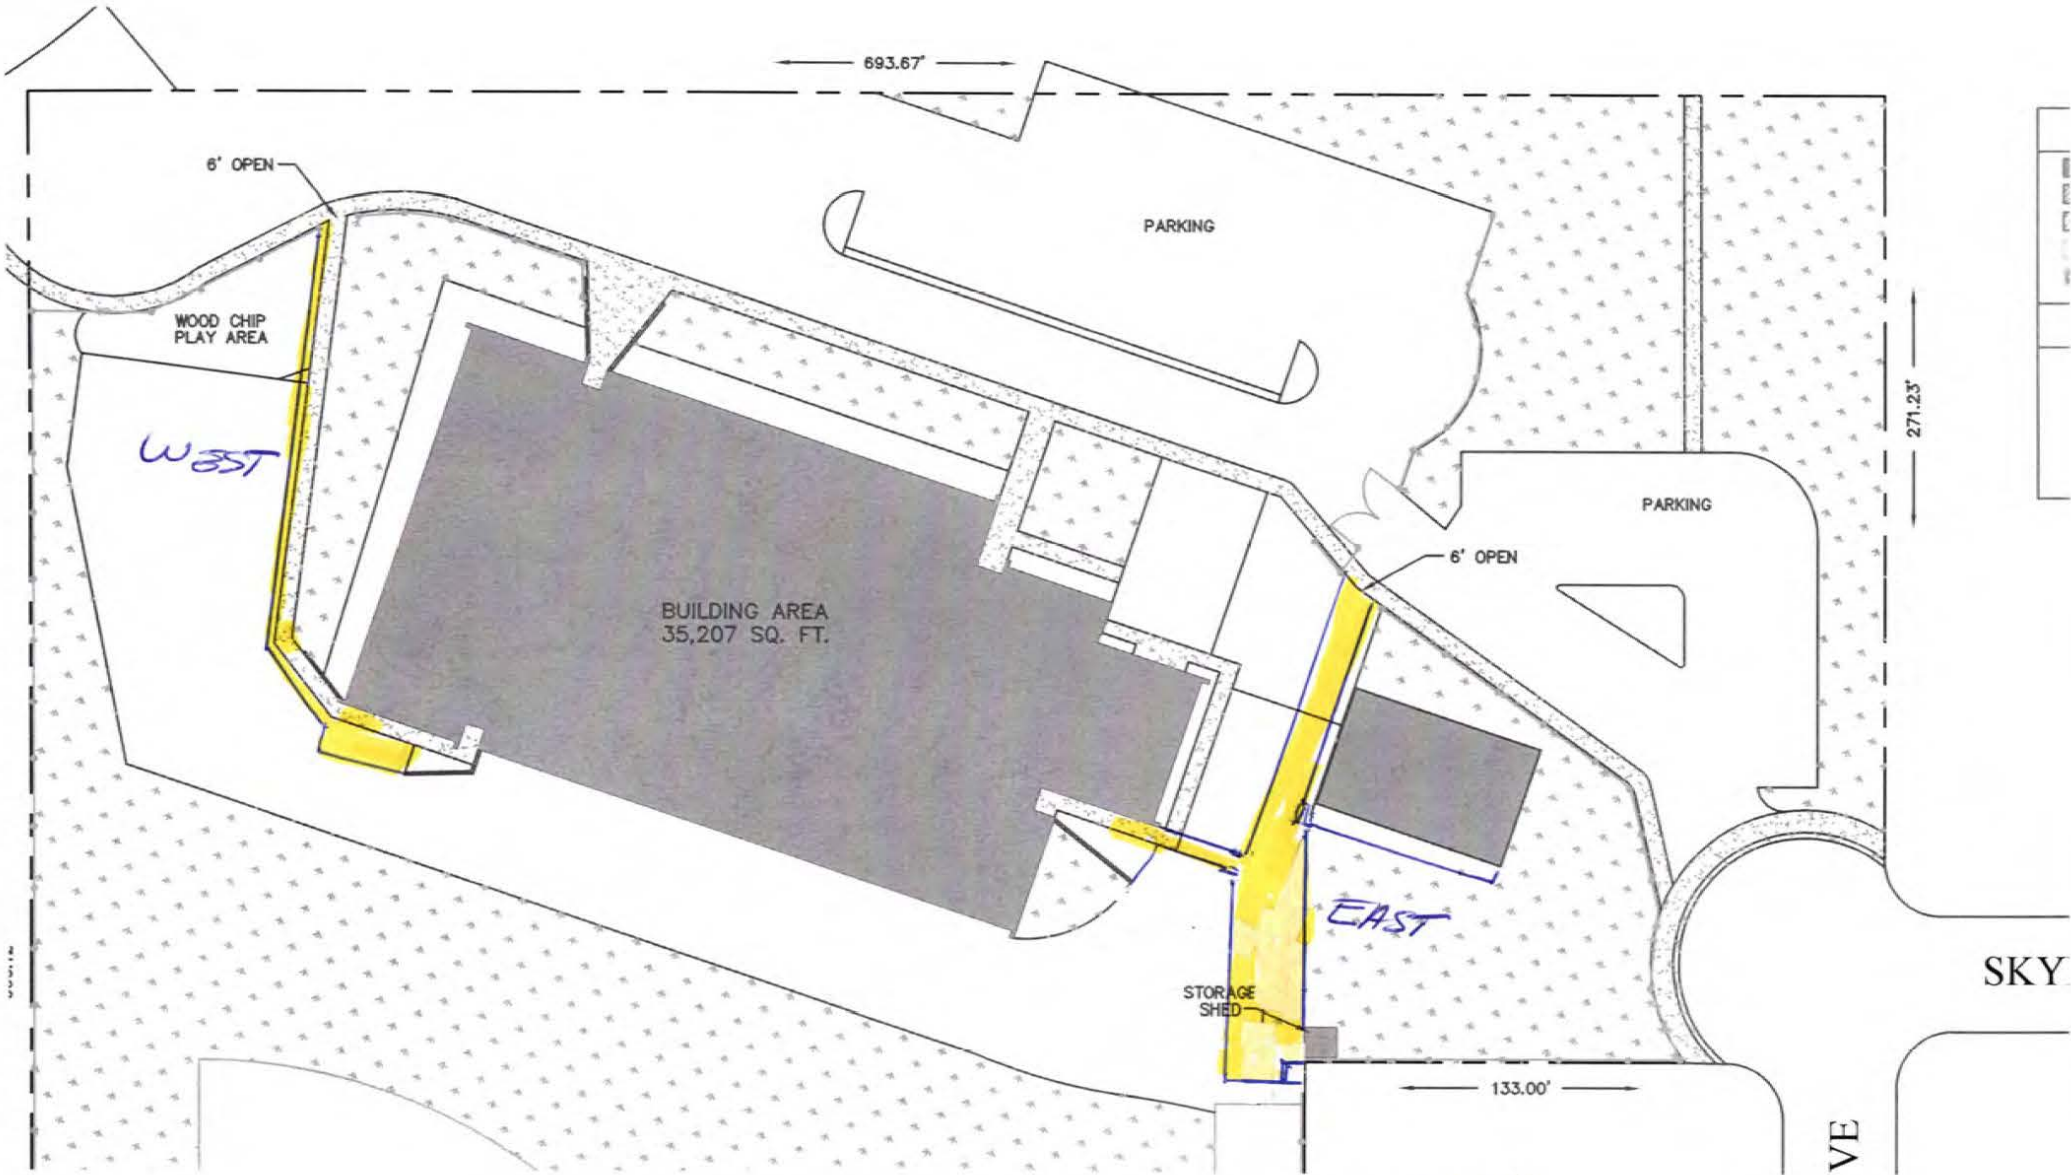 693.67'
6' OPEN
PARKING
WOOD CHIP
PLAY AREA
271.23'
WEST
PARKING
6' OPEN
BUILDING AREA
35,207 SQ. FT.
EAST
SKY
STORAGE
SHED
133.00'
VE